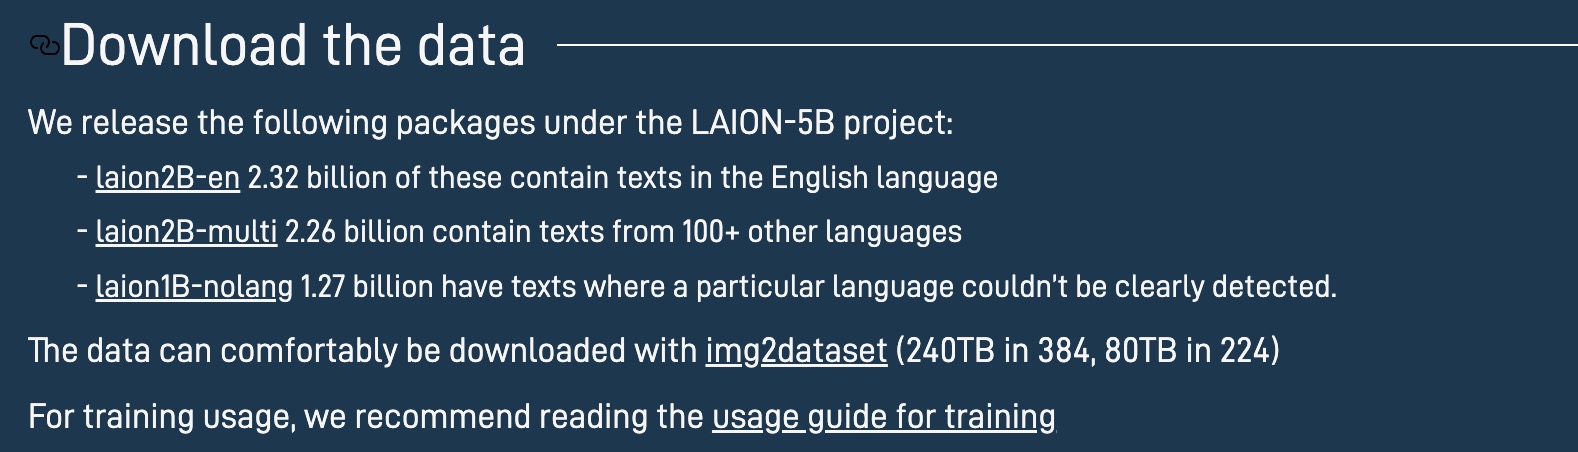 Download the data
We release the following packages under the LAION-5B project:
- laion2B-en 2.32 billion of these contain texts in the English language
- laion2B-multi 2.26 billion contain texts from 100+ other languages
- laion1B-nolang 1.27 billion have texts where a particular language couldn't be clearly detected.
The data can comfortably be downloaded with img2dataset (240TB in 384, 80TB in 224)
For training usage, we recommend reading the usage guide for training